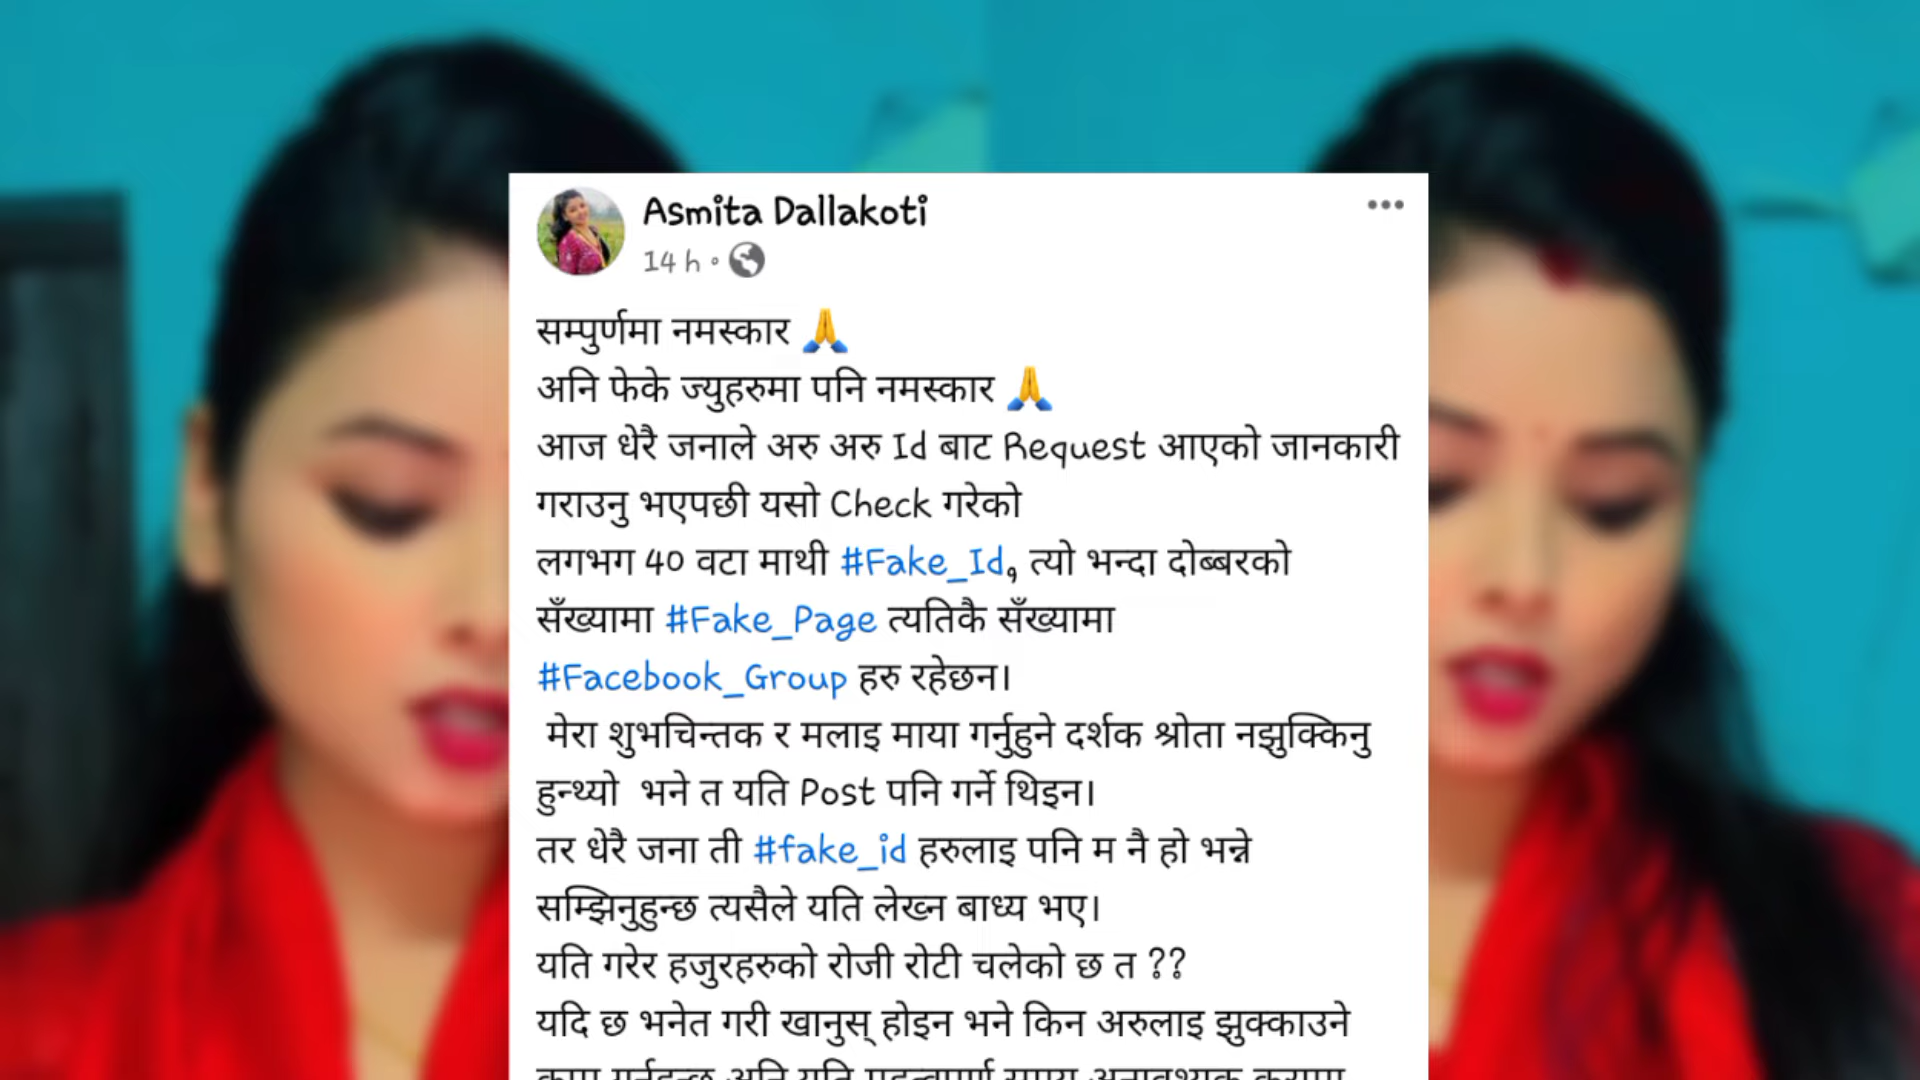 Asmita Dallakoti
14 h
सम्पुर्णमा नमस्कार 🙏
अनि फेके ज्युहरुमा पनि नमस्कार 🙏
आज धेरै जनाले अरु अरु Id बाट Request आएको जानकारी
गराउनु भएपछी यसो Check गरेको
लगभग 40 वटा माथी #Fake_Id, त्यो भन्दा दोब्बरको
सँख्यामा #Fake_Page त्यतिकै सँख्यामा
#Facebook_Group हरु रहेछन।
मेरा शुभचिन्तक र मलाइ माया गर्नुहुने दर्शक श्रोता नझुक्किनु
हुन्थ्यो भने त यति Post पनि गर्ने थिइन।
तर धेरै जना ती #fake_id हरुलाइ पनि म नै हो भन्ने
सम्झिनुहुन्छ त्यसैले यति लेख्न बाध्य भए।
यति गरेर हजुरहरुको रोजी रोटी चलेको छ त ??
यदि छ भनेत गरी खानुस् होइन भने किन अरुलाइ झुक्काउने